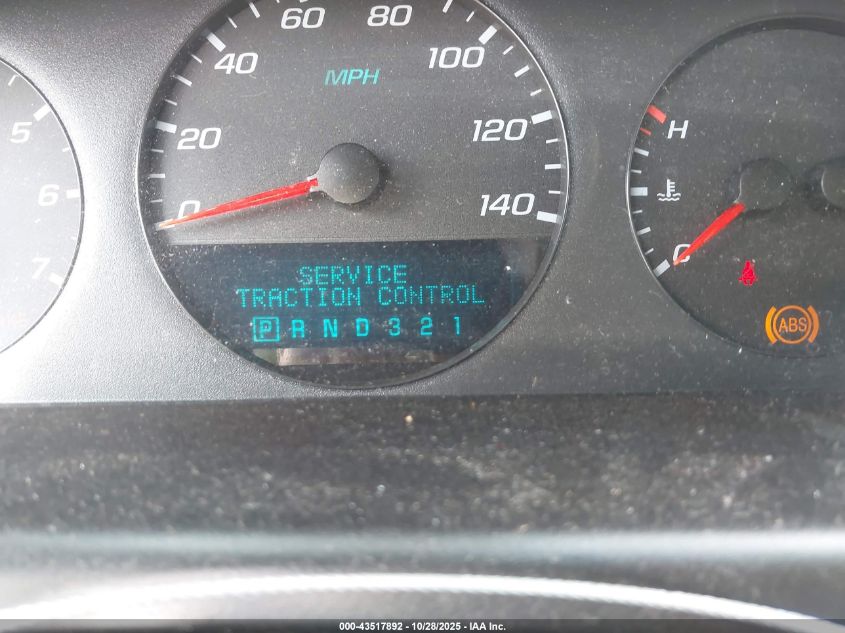 60 80
40 100
MPH
5 20 120 H
6 0 140
7 C
SERVICE
TRACTION CONTROL
P R N D 3 2 1
ABS
000-43517892 - 10/28/2025 - IAA Inc.